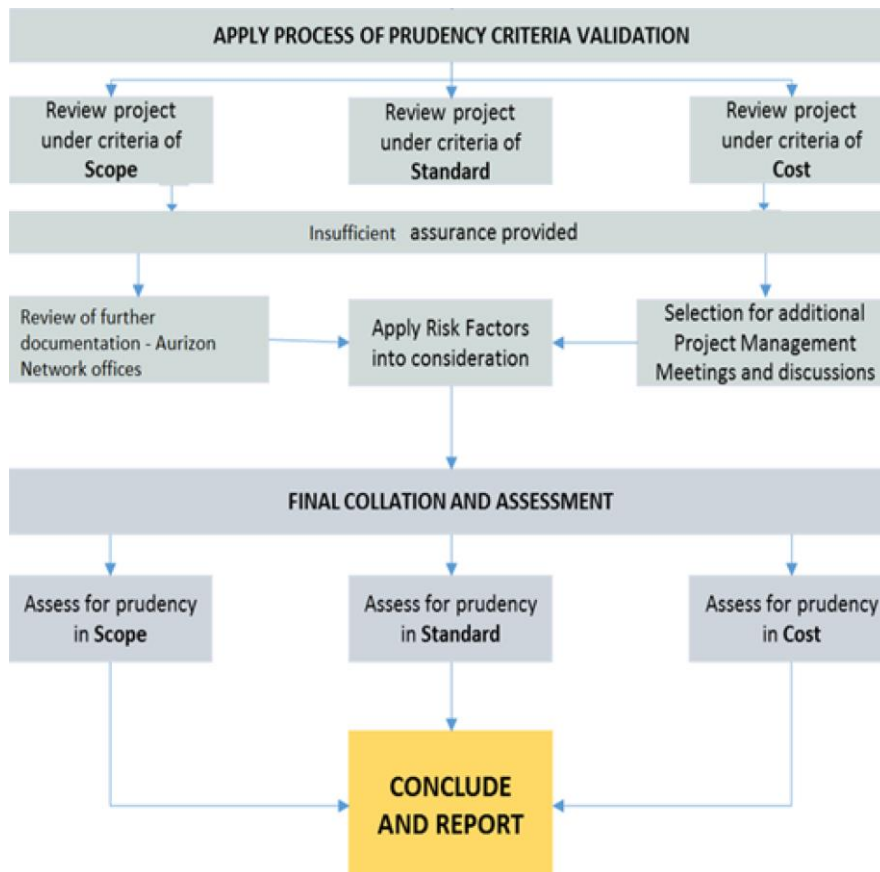 APPLY PROCESS OF PRUDENCY CRITERIA VALIDATION
Review project
under criteria of
Scope
Review project
under criteria of
Standard
Review project
under criteria of
Cost
Insufficient assurance provided
Review of further
documentation - Aurizon
Network offices
Apply Risk Factors
into consideration
Selection for additional
Project Management
Meetings and discussions
FINAL COLLATION AND ASSESSMENT
Assess for prudency
in Scope
Assess for prudency
in Standard
Assess for prudency
in Cost
CONCLUDE
AND REPORT